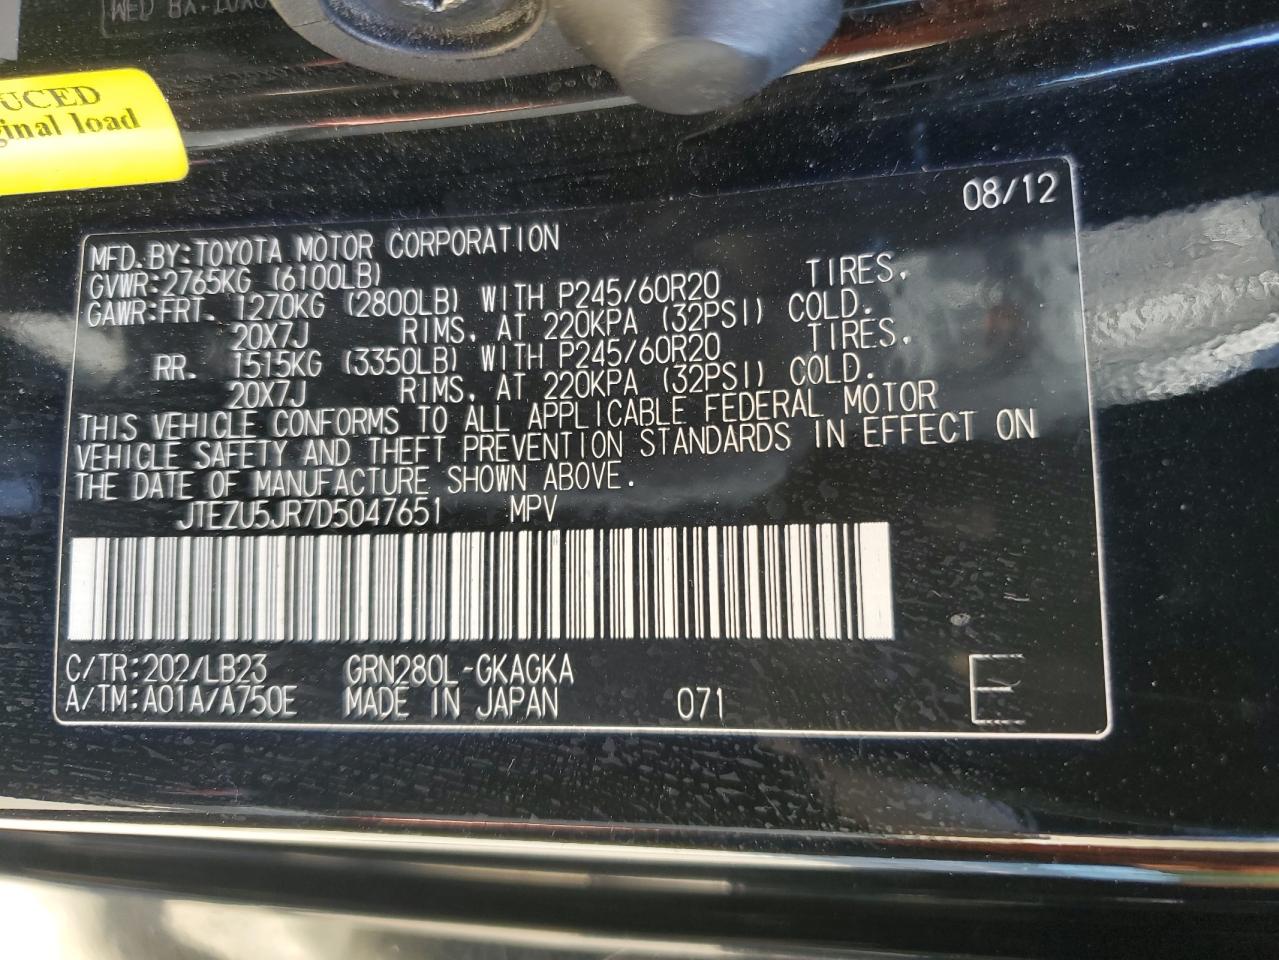 UCED
ginal load
08/12
MFD. BY: TOYOTA MOTOR CORPORATION
GVWR: 2765KG (6100LB)
GAWR: FRT. 1270KG (2800LB) WITH P245/60R20 TIRES,
20X7J RIMS, AT 220KPA (32PSI) COLD.
RR. 1515KG (3350LB) WITH P245/60R20 TIRES,
20X7J RIMS, AT 220KPA (32PSI) COLD.
THIS VEHICLE CONFORMS TO ALL APPLICABLE FEDERAL MOTOR
VEHICLE SAFETY AND THEFT PREVENTION STANDARDS IN EFFECT ON
THE DATE OF MANUFACTURE SHOWN ABOVE.
JTEZU5JR7D5047651 MPV
C/TR: 202/LB23 GRN280L-GKAGKA
A/TM: A01A/A750E MADE IN JAPAN 071 E